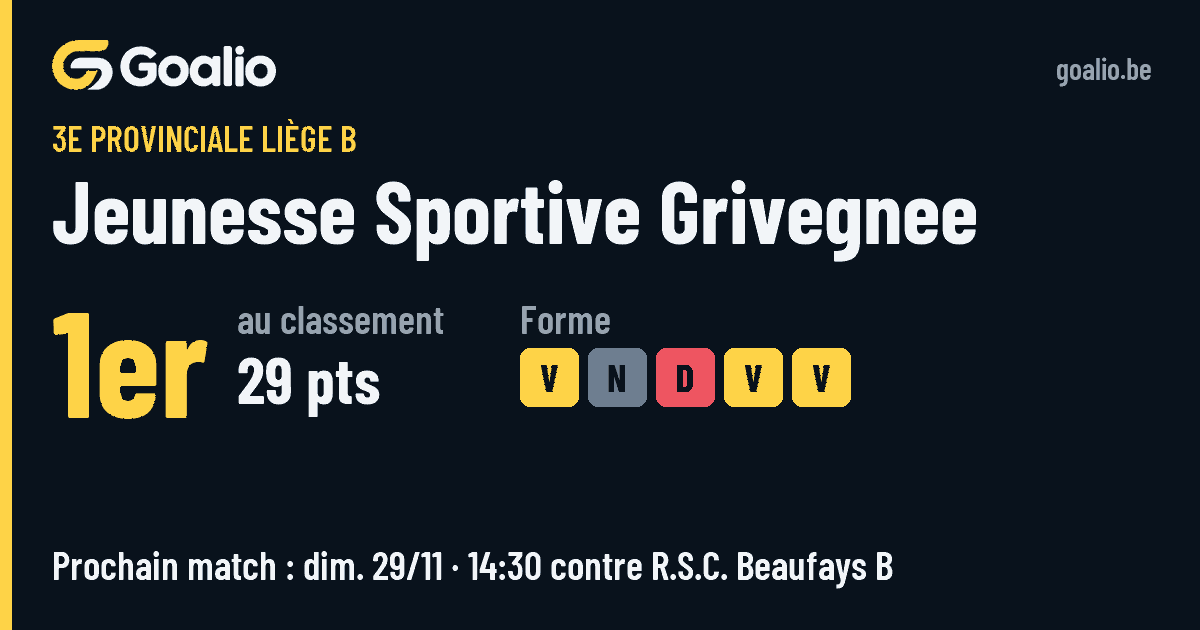 Goalio
goalio.be
3E PROVINCIALE LIÈGE B
Jeunesse Sportive Grivegnee
1er
au classement
29 pts
Forme
V N D V V
Prochain match : dim. 29/11 · 14:30 contre R.S.C. Beaufays B